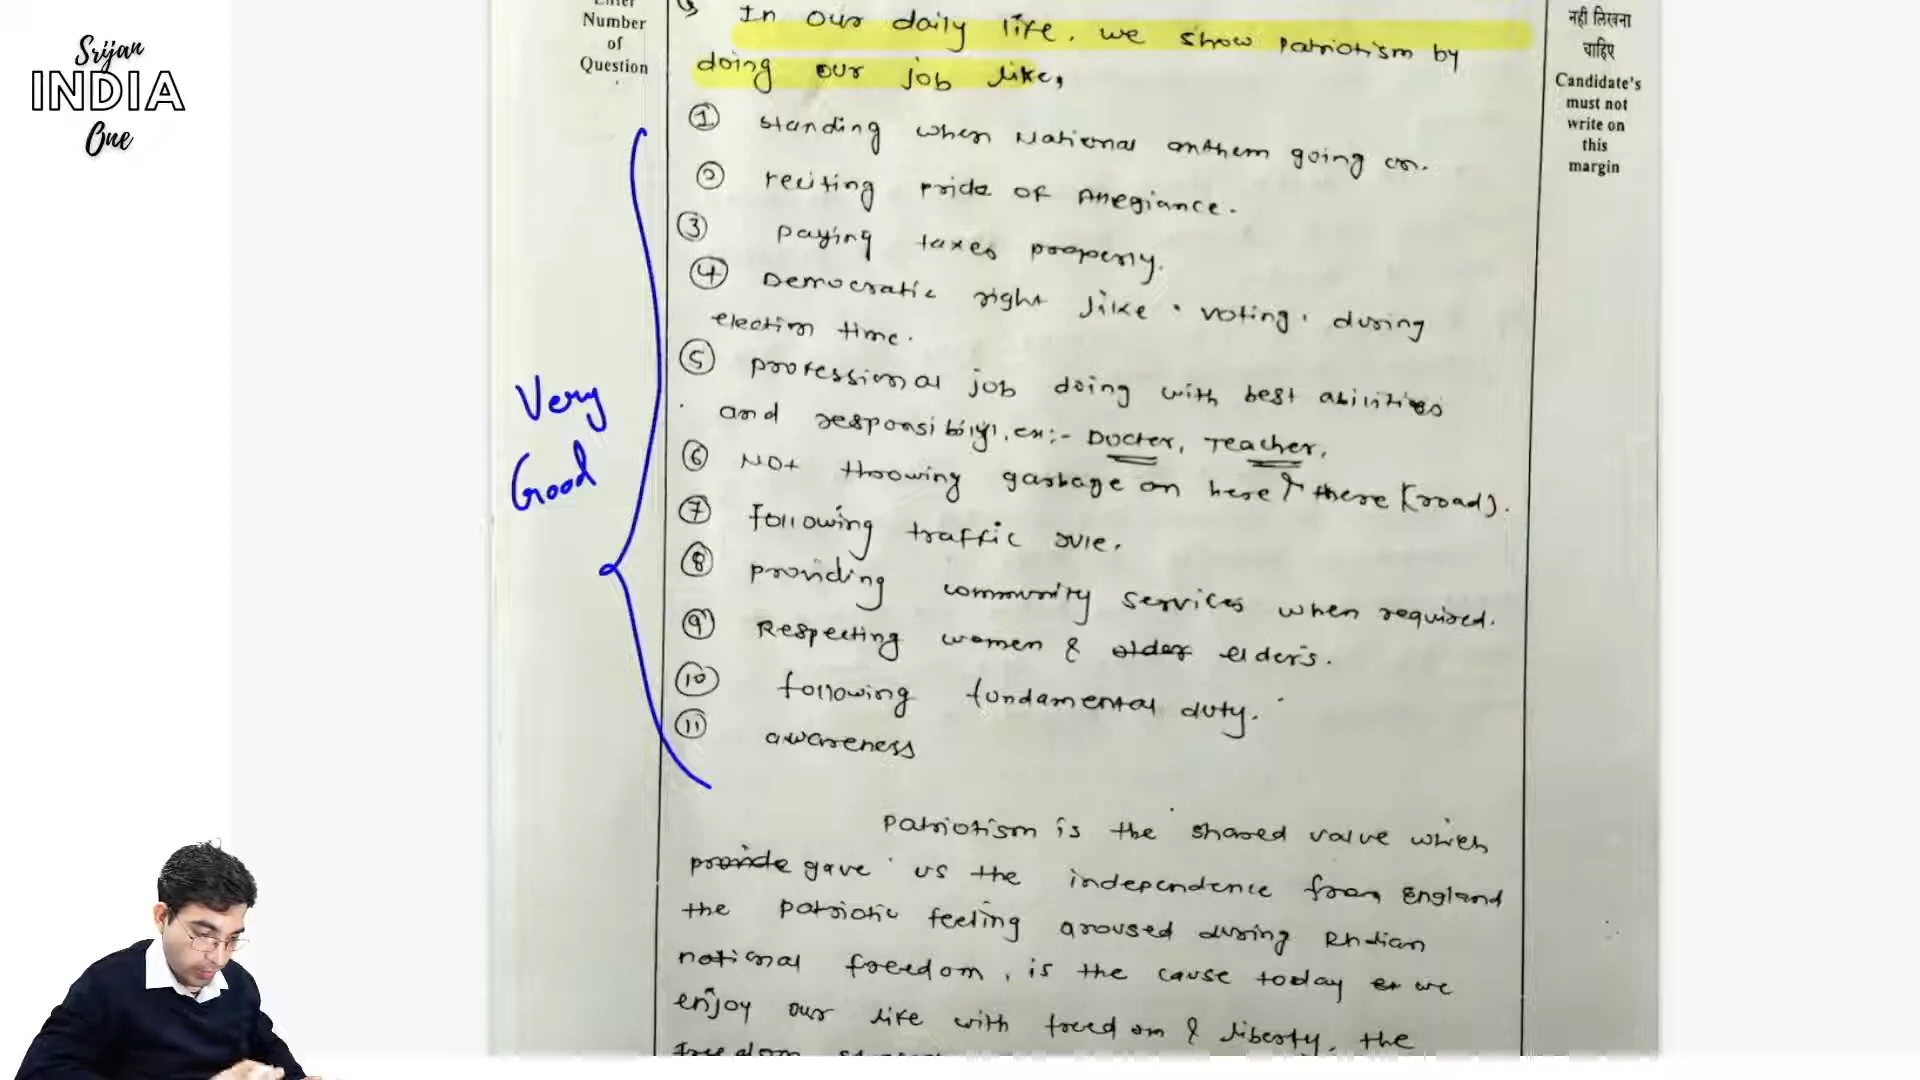 Srijan
INDIA
One
Enter
Number
of
Question
In our daily life, we show patriotism by
doing our job like,
① standing when National anthem going on.
② reciting pride of Allegiance.
③ paying taxes properly.
④ Democratic right like "voting" during
election time.
⑤ professional job doing with best abilities
and responsibility, ex:- Docter, Teacher.
⑥ Not throwing garbage on here & there (road).
⑦ following traffic rule.
⑧ providing community services when required.
⑨ Respecting women & older elders.
⑩ following fundamental duty.
⑪ awareness
Very
Good
Patriotism is the shared value which
provide gave us the independence from England
the patriotic feeling aroused during Indian
national freedom, is the cause today we
enjoy our life with freedom & liberty, the
freedom
नहीं लिखना
चाहिए
Candidate's
must not
write on
this
margin